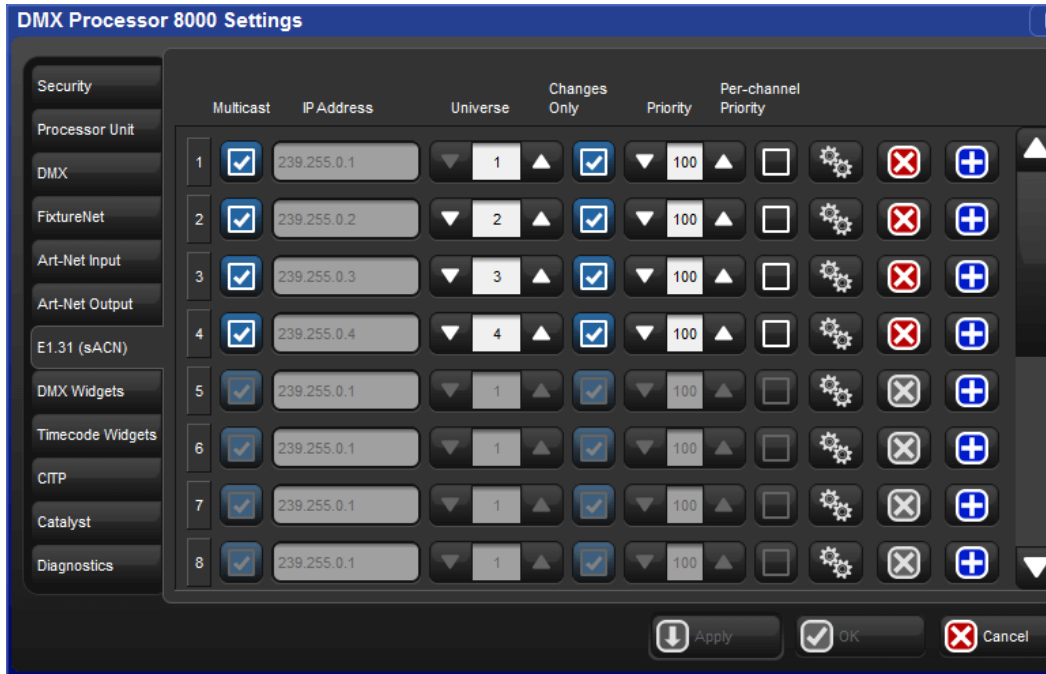 DMX Processor 8000 Settings
Security
Processor Unit
DMX
FixtureNet
Art-Net Input
Art-Net Output
E1.31 (sACN)
DMX Widgets
Timecode Widgets
CITP
Catalyst
Diagnostics
Multicast IP Address Universe Changes Only Priority Per-channel Priority
1 239.255.0.1 1 100
2 239.255.0.2 2 100
3 239.255.0.3 3 100
4 239.255.0.4 4 100
5 239.255.0.1 1 100
6 239.255.0.1 1 100
7 239.255.0.1 1 100
8 239.255.0.1 1 100
Apply OK Cancel